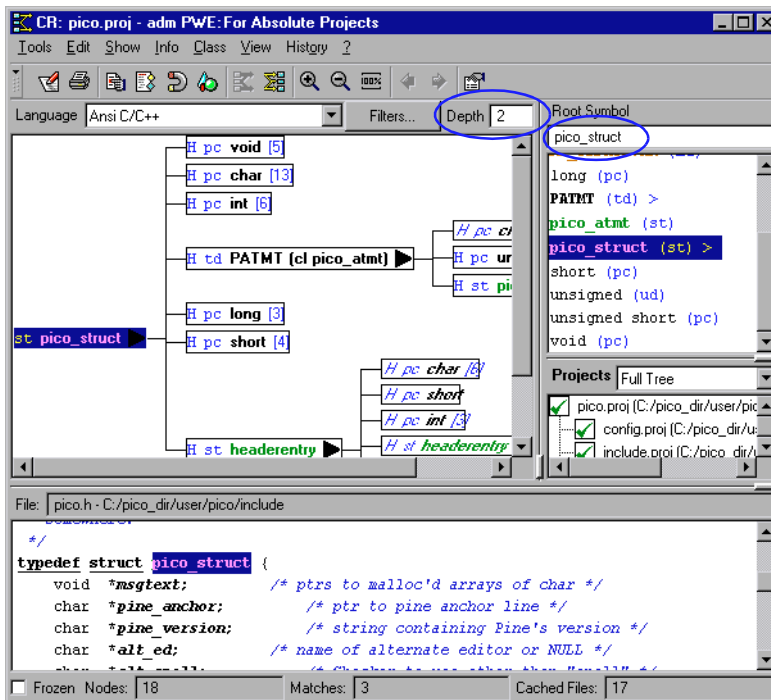 CR: pico.proj - adm PWE:For Absolute Projects
Tools Edit Show Info Class View History ?
100%
Language Ansi C/C++ Filters... Depth 2
Root Symbol
pico_struct
long (pc)
PATMT (td) >
pico_atmt (st)
pico_struct (st) >
short (pc)
unsigned (ud)
unsigned short (pc)
void (pc)
H pc void [5]
H pc char [13]
H pc int [6]
H pc
H td PATMT (cl pico_atmt)
H pc
H st
H pc long [3]
st pico_struct
H pc short [4]
H pc char [6]
H pc short
H pc int [3]
H st headerentry
H st headerentry
Projects Full Tree
pico.proj (C:/pico_dir/user/pic
config.proj (C:/pico_dir/u
include.proj (C:/pico_dir/
File: pico.h - C:/pico_dir/user/pico/include
somewhere.
*/
typedef struct pico_struct {
void *msgtext; /* ptrs to malloc'd arrays of char */
char *pine_anchor; /* ptr to pine anchor line */
char *pine_version; /* string containing Pine's version */
char *alt_ed; /* name of alternate editor or NULL */
Frozen Nodes: 18 Matches: 3 Cached Files: 17